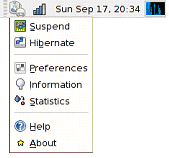 Sun Sep 17, 20:34
Suspend
Hibernate
Preferences
Information
Statistics
Help
About